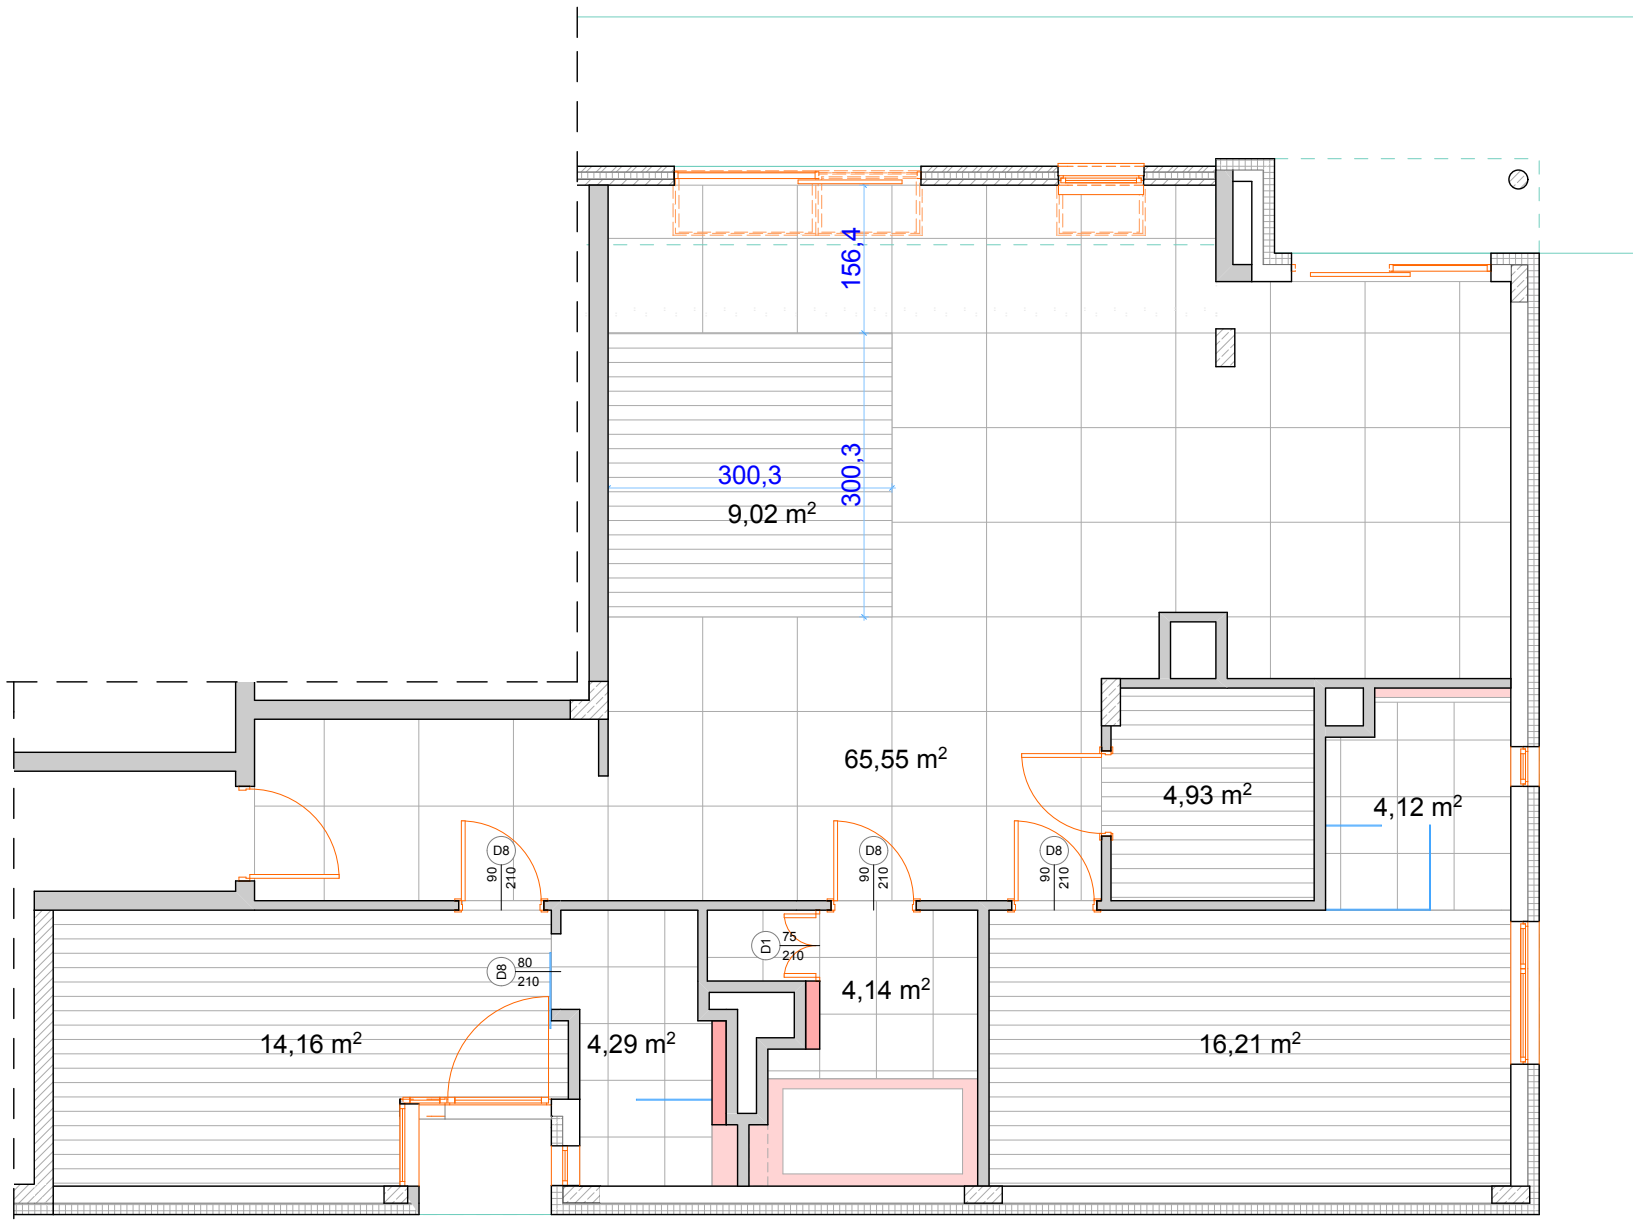 156,4
300,3
300,3
9,02 m²
65,55 m²
4,93 m²
4,12 m²
D8
90
210
D8
90
210
D8
90
210
D1
75
210
D8
80
210
4,14 m²
14,16 m²
4,29 m²
16,21 m²